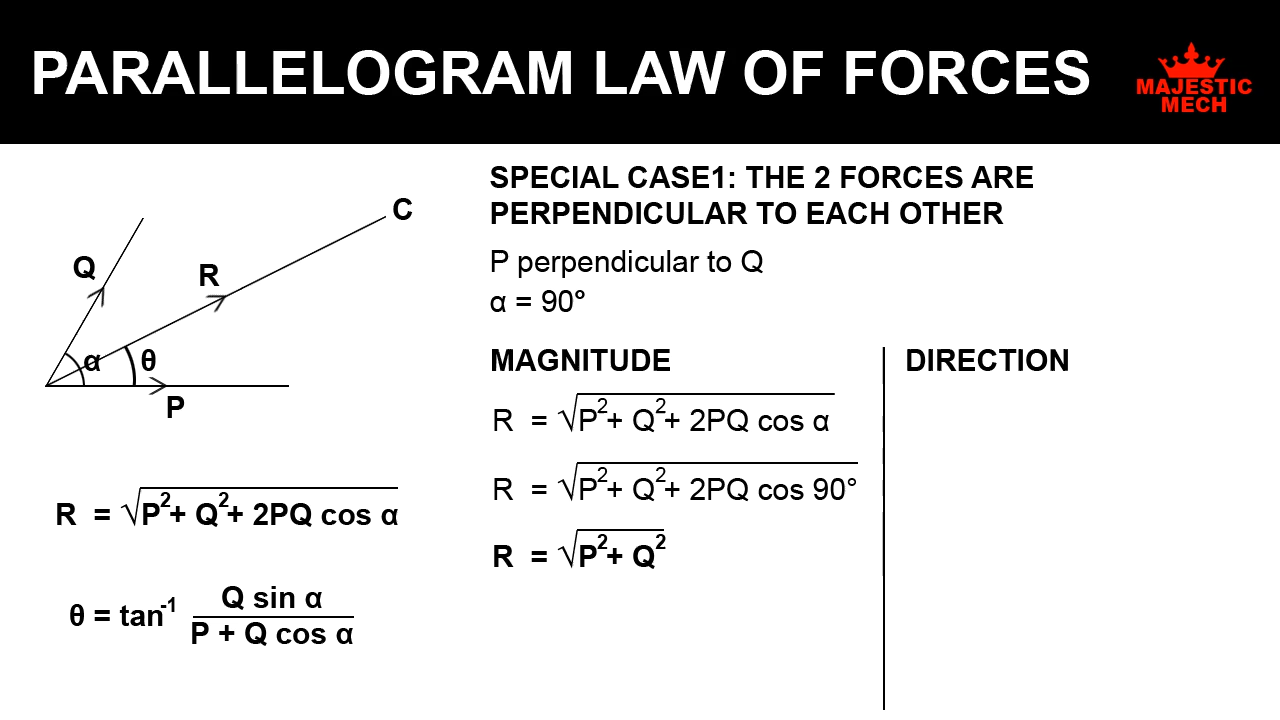 PARALLELOGRAM LAW OF FORCES
MAJESTIC
MECH
C
Q
R
α
θ
P
R = √P²+ Q²+ 2PQ cos α
θ = tan⁻¹ Q sin α
P + Q cos α
SPECIAL CASE1: THE 2 FORCES ARE
PERPENDICULAR TO EACH OTHER
P perpendicular to Q
α = 90°
MAGNITUDE
R = √P²+ Q²+ 2PQ cos α
R = √P²+ Q²+ 2PQ cos 90°
R = √P²+ Q²
DIRECTION